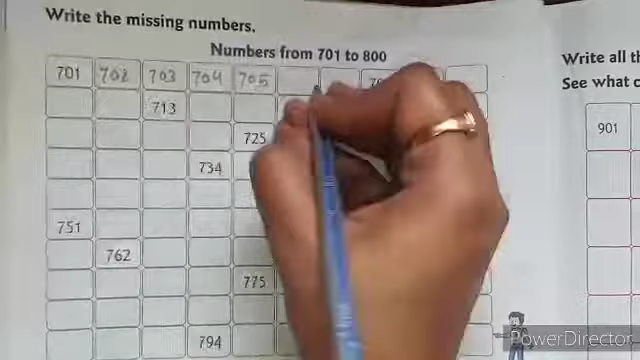 Write the missing numbers.
Numbers from 701 to 800
701 702 703 704 705
713
725
734
751
762
775
794
Write all th
See what c
901
PowerDirector